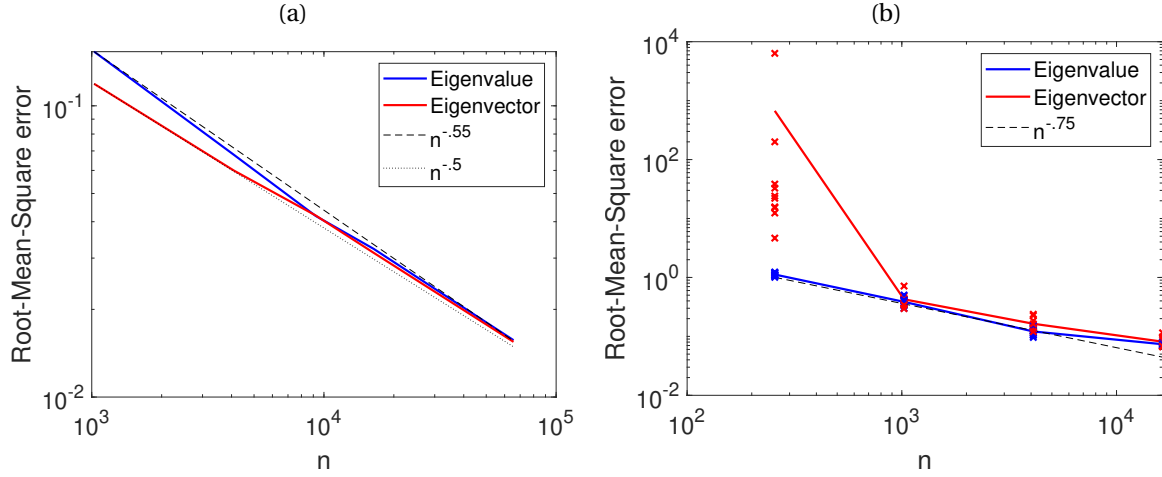 (a)
Root-Mean-Square error
10^-1
10^-2
Eigenvalue
Eigenvector
n^-.55
n^-.5
10^3
10^4
10^5
n
(b)
Root-Mean-Square error
10^4
10^2
10^0
10^-2
Eigenvalue
Eigenvector
n^-.75
10^2
10^3
10^4
n